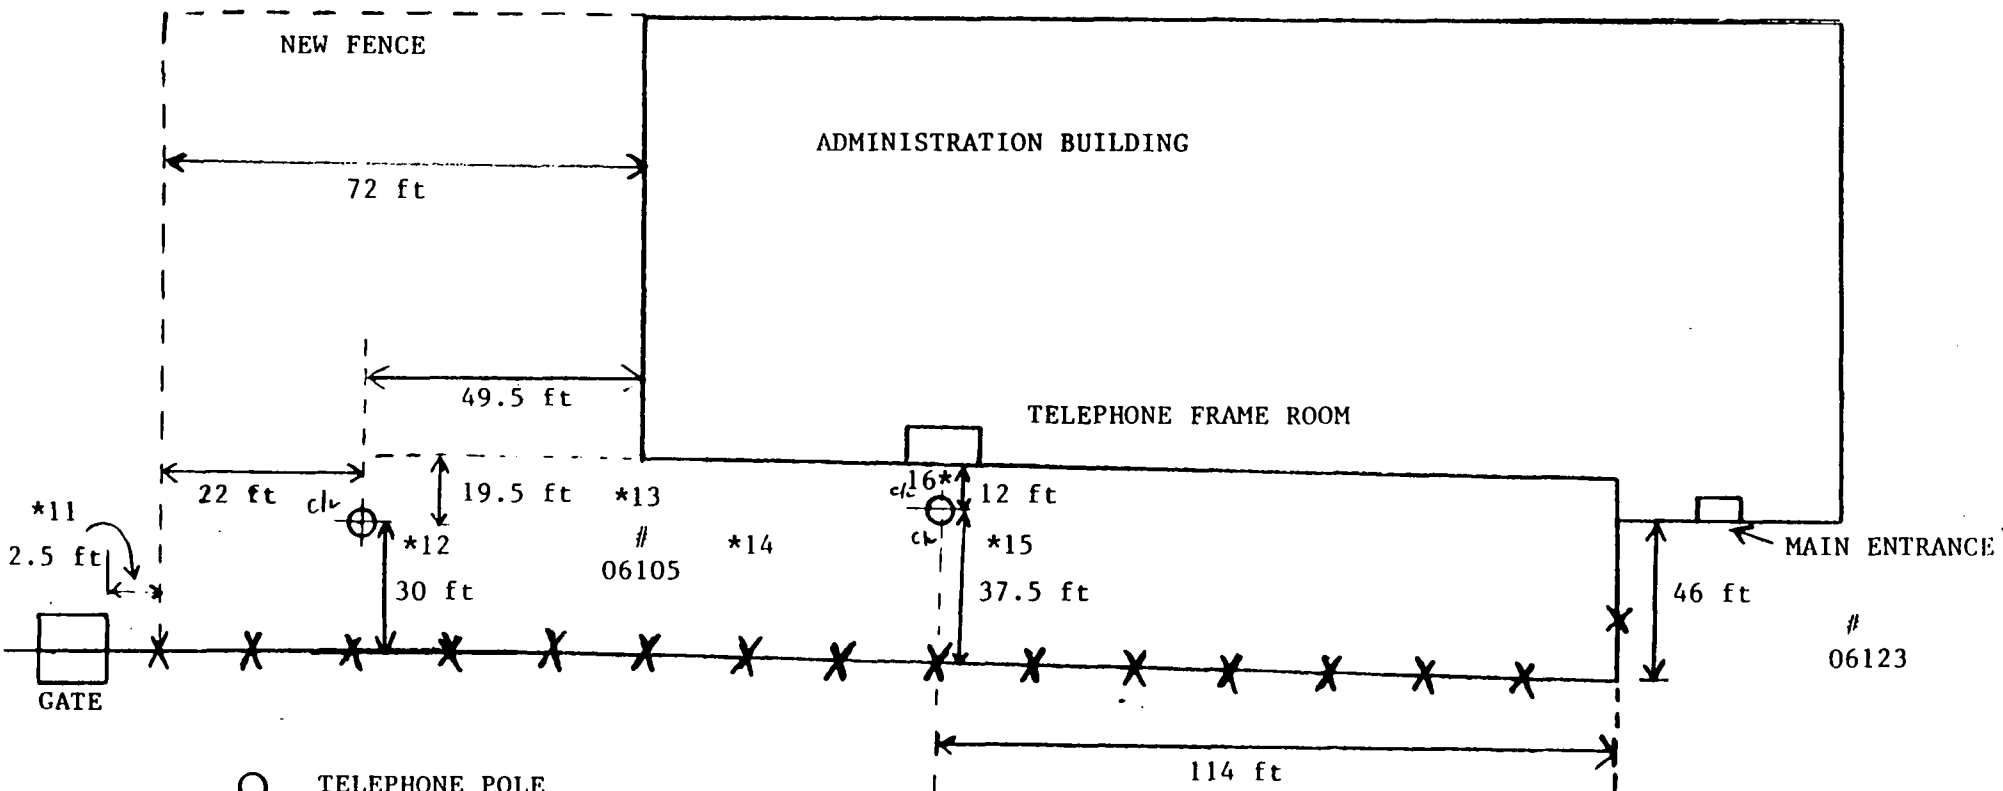 NEW FENCE
ADMINISTRATION BUILDING
72 ft
49.5 ft
TELEPHONE FRAME ROOM
22 ft
c/L
19.5 ft
*13
16*
c/L
12 ft
*11
2.5 ft
*12
#
06105
*14
c/L
*15
MAIN ENTRANCE
30 ft
37.5 ft
46 ft
#
06123
GATE
114 ft
TELEPHONE POLE